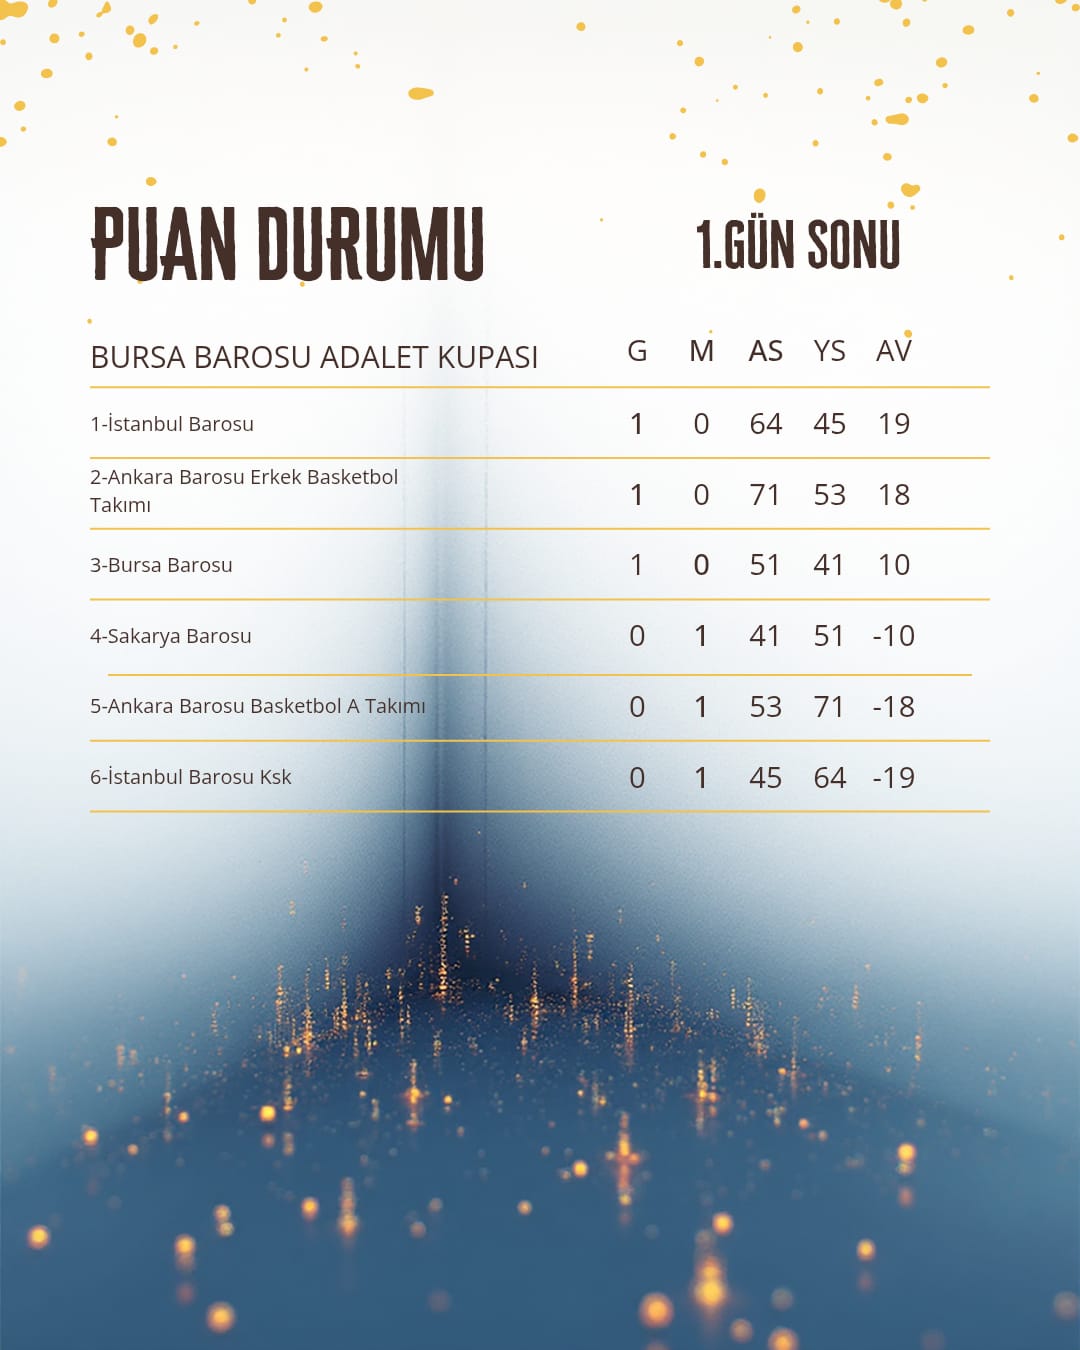 PUAN DURUMU 1.GÜN SONU
BURSA BAROSU ADALET KUPASI G M AS YS AV
1-İstanbul Barosu 1 0 64 45 19
2-Ankara Barosu Erkek Basketbol
Takımı 1 0 71 53 18
3-Bursa Barosu 1 0 51 41 10
4-Sakarya Barosu 0 1 41 51 -10
5-Ankara Barosu Basketbol A Takımı 0 1 53 71 -18
6-İstanbul Barosu Ksk 0 1 45 64 -19